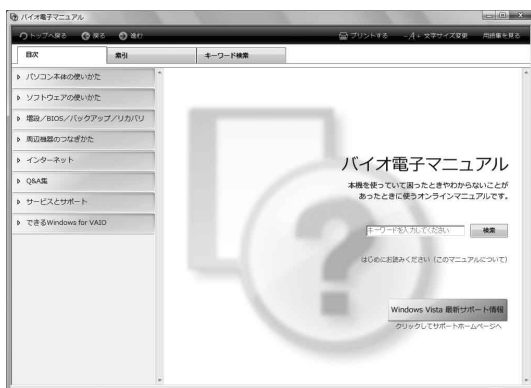 バイオ電子マニュアル
トップへ戻る 戻る 進む プリントする -A+ 文字サイズ変更 用語集を見る
目次 索引 キーワード検索
パソコン本体の使いかた
ソフトウェアの使いかた
増設/BIOS/バックアップ/リカバリ
周辺機器のつなぎかた
インターネット
Q&A集
サービスとサポート
できるWindows for VAIO
バイオ電子マニュアル
本機を使っていて困ったときやわからないことが
あったときに使うオンラインマニュアルです。
キーワードを入力してください 検索
はじめにお読みください(このマニュアルについて)
Windows Vista 最新サポート情報
クリックしてサポートホームページへ